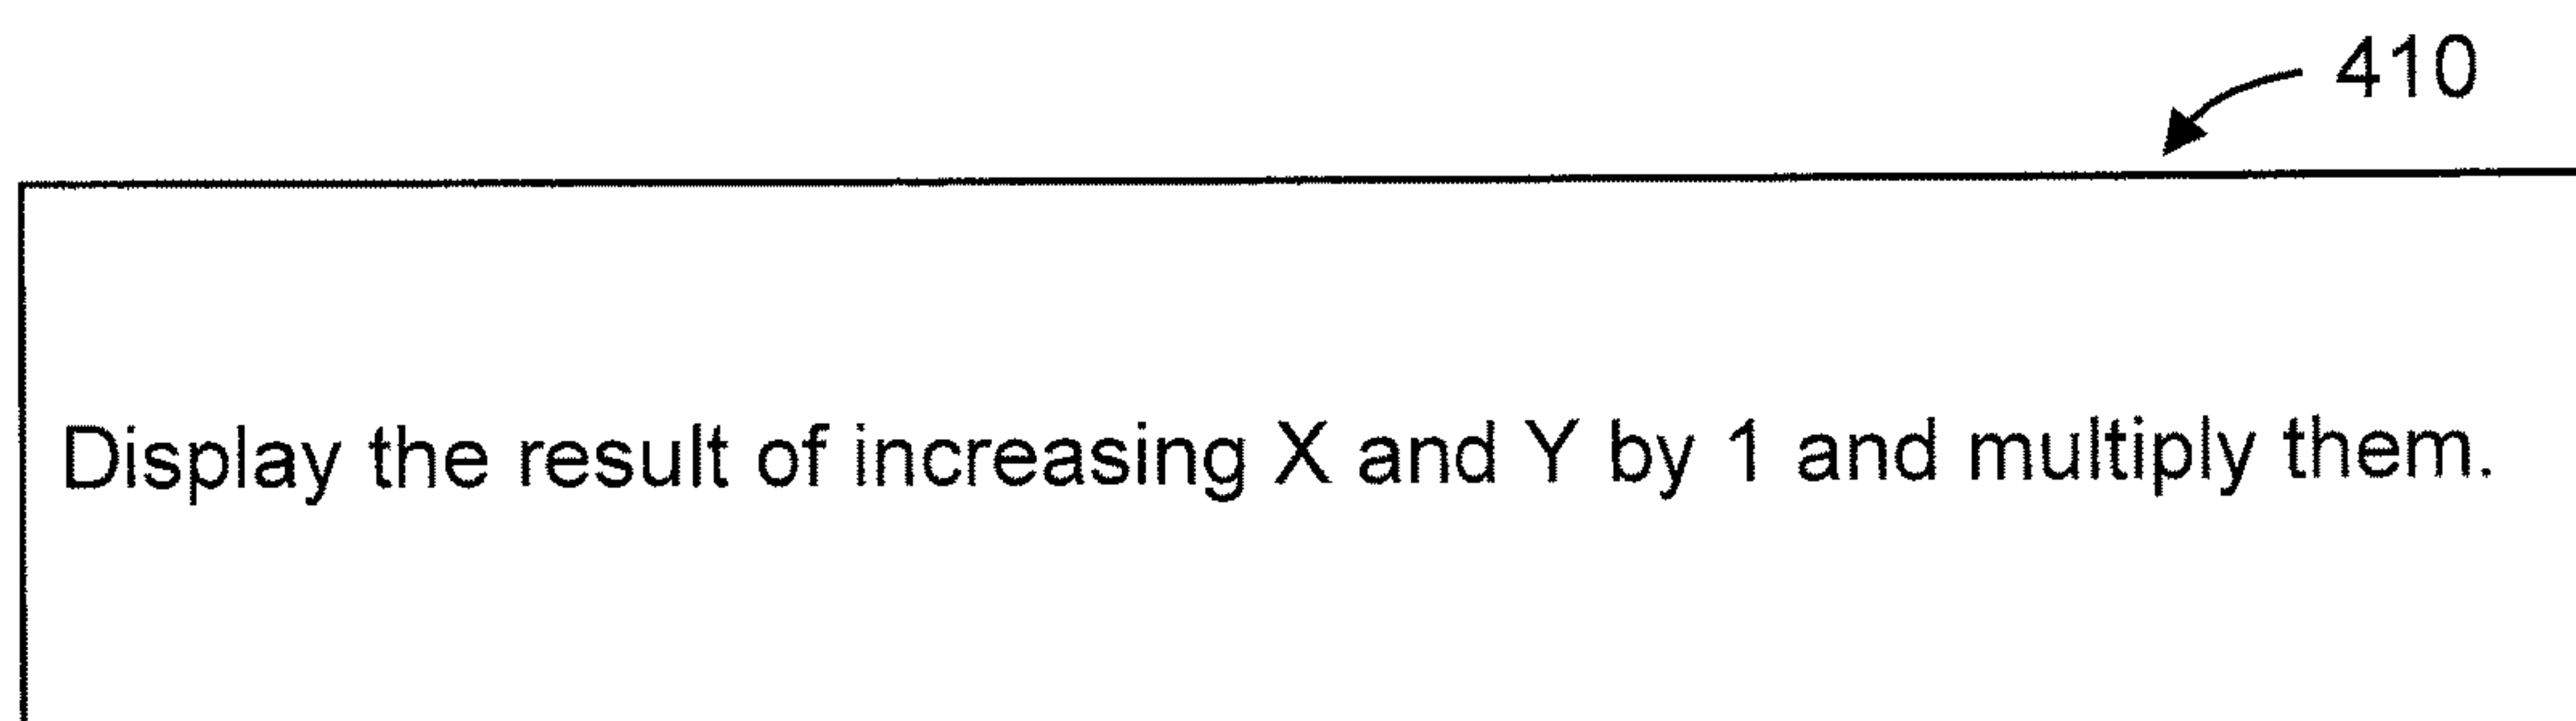 410
Display the result of increasing X and Y by 1 and multiply them.